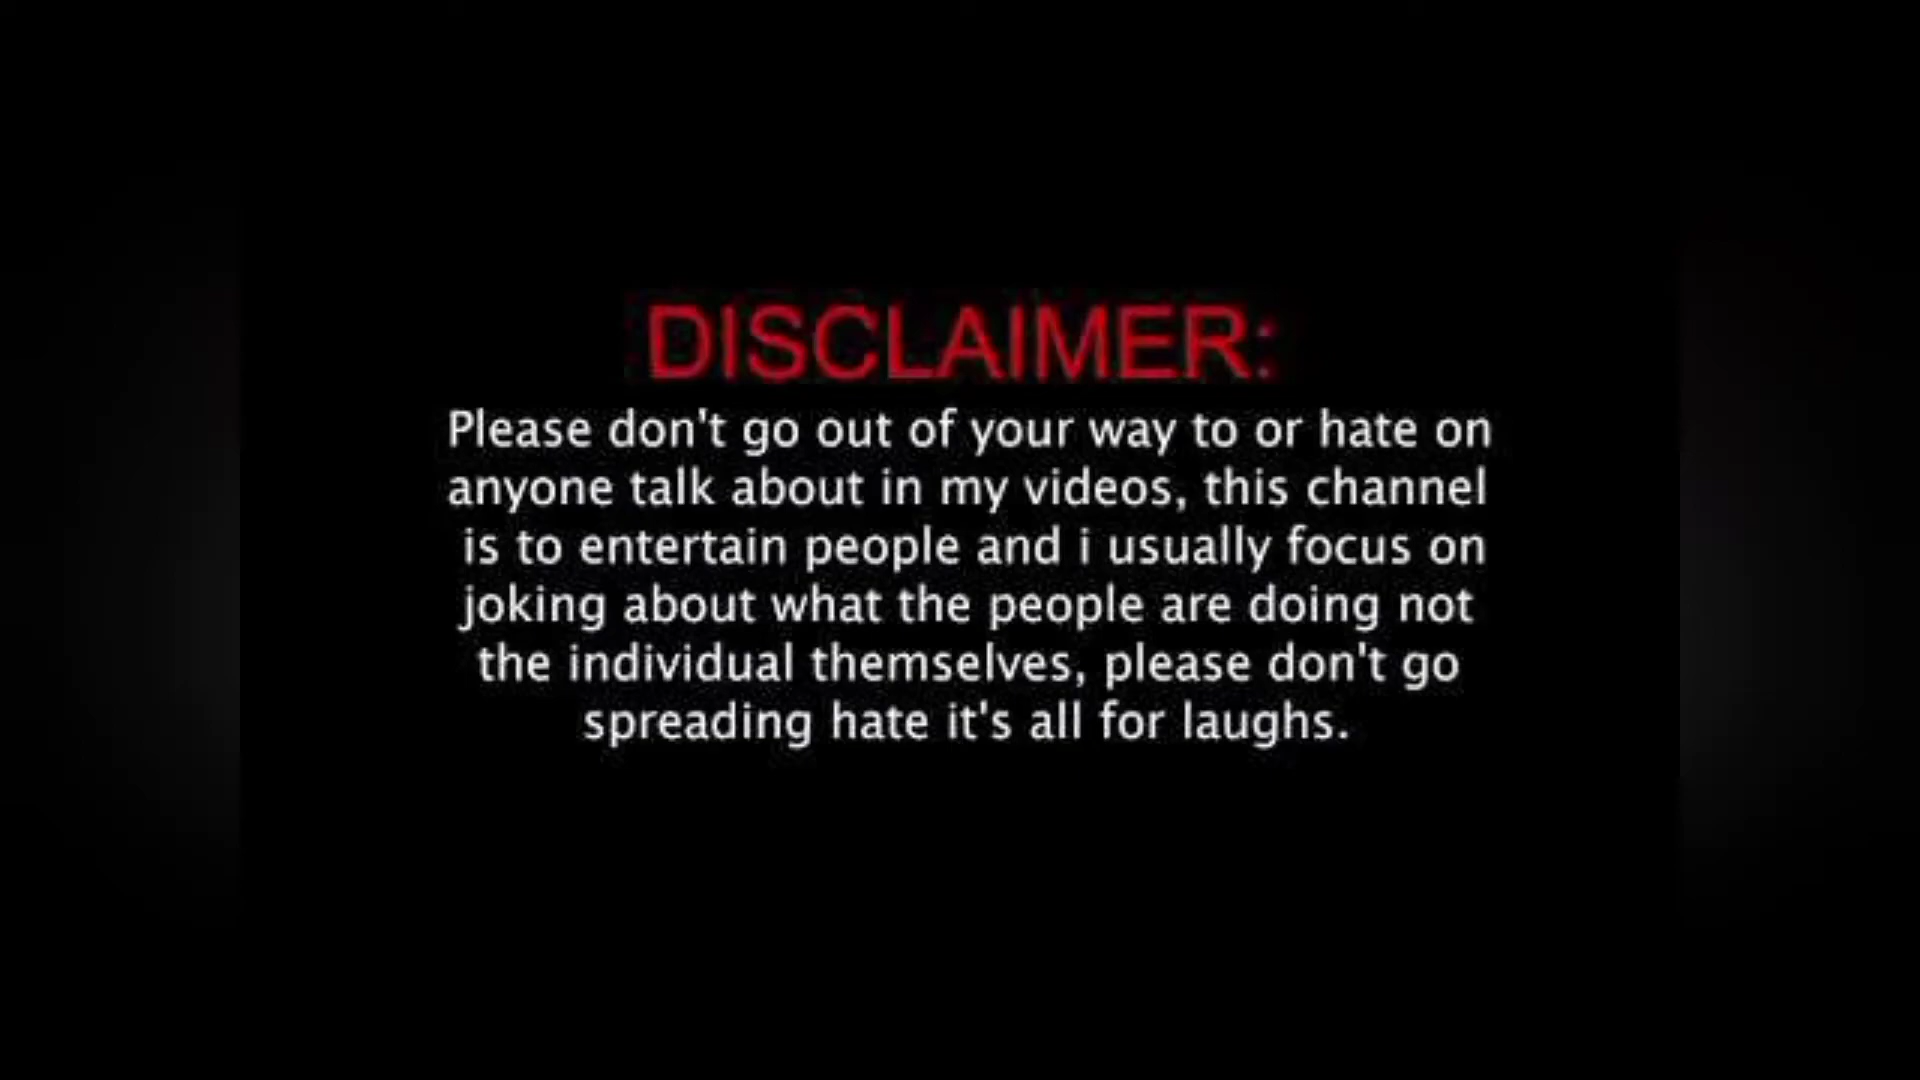 DISCLAIMER:
Please don't go out of your way to or hate on
anyone talk about in my videos, this channel
is to entertain people and i usually focus on
joking about what the people are doing not
the individual themselves, please don't go
spreading hate it's all for laughs.